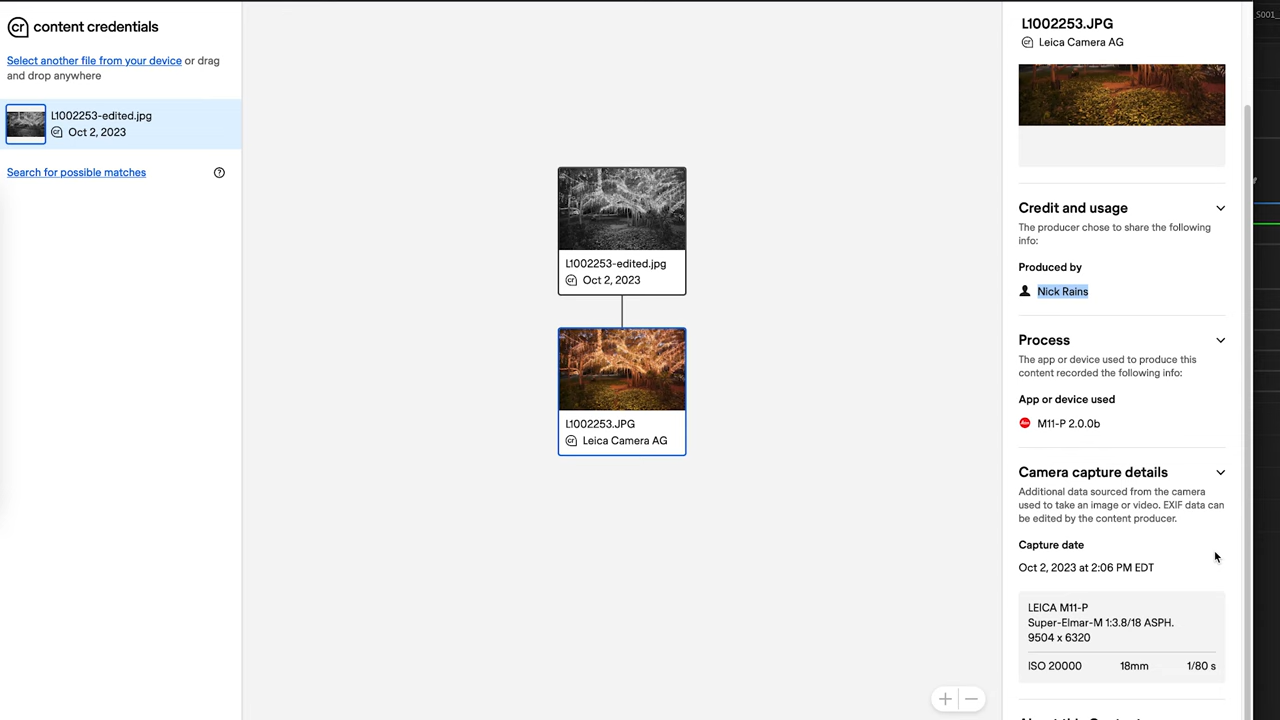 cr content credentials
Select another file from your device or drag
and drop anywhere
L1002253-edited.jpg
cr Oct 2, 2023
Search for possible matches ?
L1002253-edited.jpg
cr Oct 2, 2023
L1002253.JPG
cr Leica Camera AG
L1002253.JPG
cr Leica Camera AG
Credit and usage
The producer chose to share the following
info:
Produced by
Nick Rains
Process
The app or device used to produce this
content recorded the following info:
App or device used
M11-P 2.0.0b
Camera capture details
Additional data sourced from the camera
used to take an image or video. EXIF data can
be edited by the content producer.
Capture date
Oct 2, 2023 at 2:06 PM EDT
LEICA M11-P
Super-Elmar-M 1:3.8/18 ASPH.
9504 x 6320
ISO 20000 18mm 1/80 s
_S001_